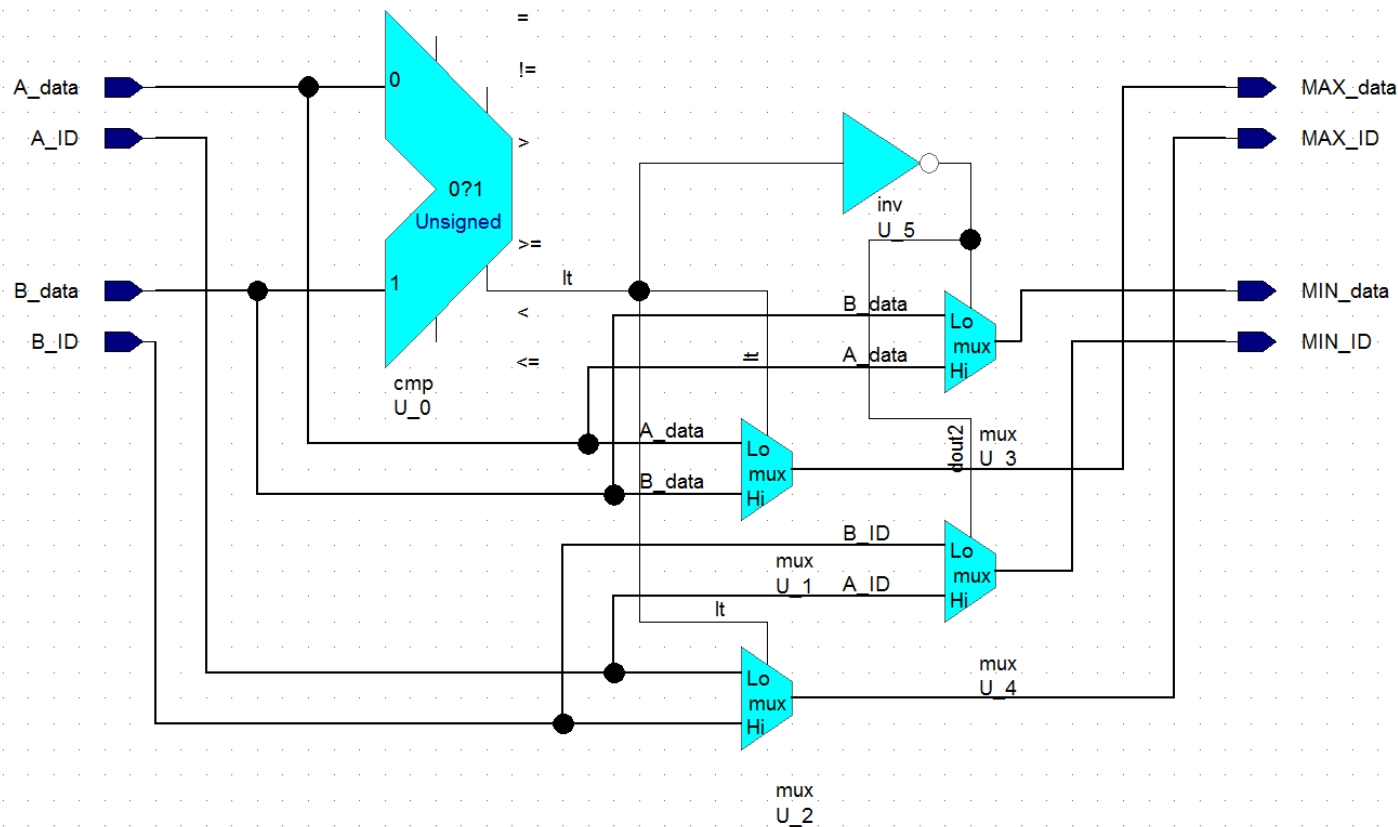 =
!=
>
>=
<
<=
A_data
A_ID
B_data
B_ID
0
0?1
Unsigned
1
cmp
U_0
lt
lt
lt
inv
U_5
B_data
A_data
Lo
mux
Hi
mux
U_3
A_data
B_data
Lo
mux
Hi
mux
U_1
dout2
B_ID
A_ID
Lo
mux
Hi
mux
U_4
Lo
mux
Hi
mux
U_2
MAX_data
MAX_ID
MIN_data
MIN_ID